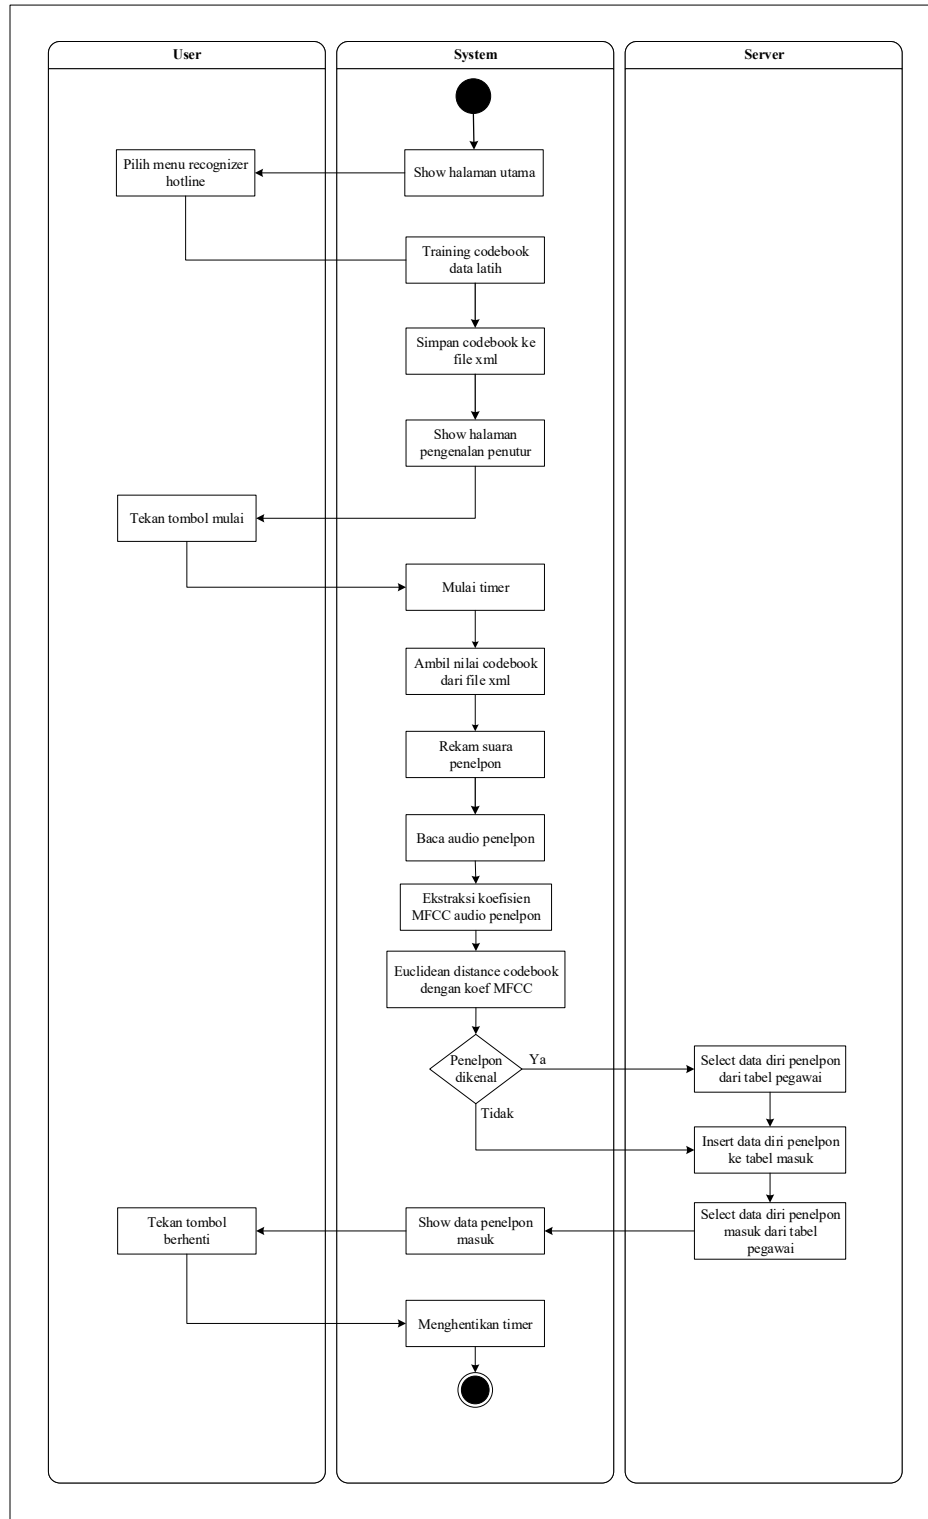 User
System
Server
Show halaman utama
Pilih menu recognizer
hotline
Training codebook
data latih
Simpan codebook ke
file xml
Show halaman
pengenalan penutur
Tekan tombol mulai
Mulai timer
Ambil nilai codebook
dari file xml
Rekam suara
penelpon
Baca audio penelpon
Ekstraksi koefisien
MFCC audio penelpon
Euclidean distance codebook
dengan koef MFCC
Penelpon
dikenal
Ya
Tidak
Select data diri penelpon
dari tabel pegawai
Insert data diri penelpon
ke tabel masuk
Select data diri penelpon
masuk dari tabel
pegawai
Show data penelpon
masuk
Tekan tombol
berhenti
Menghentikan timer